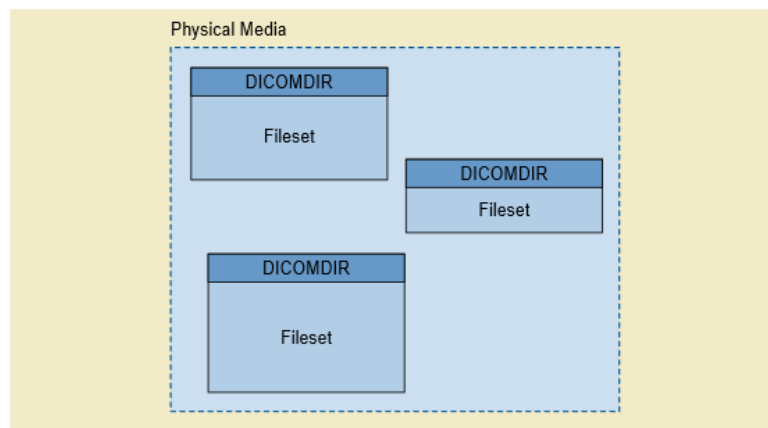 Physical Media
DICOMDIR
Fileset
DICOMDIR
Fileset
DICOMDIR
Fileset